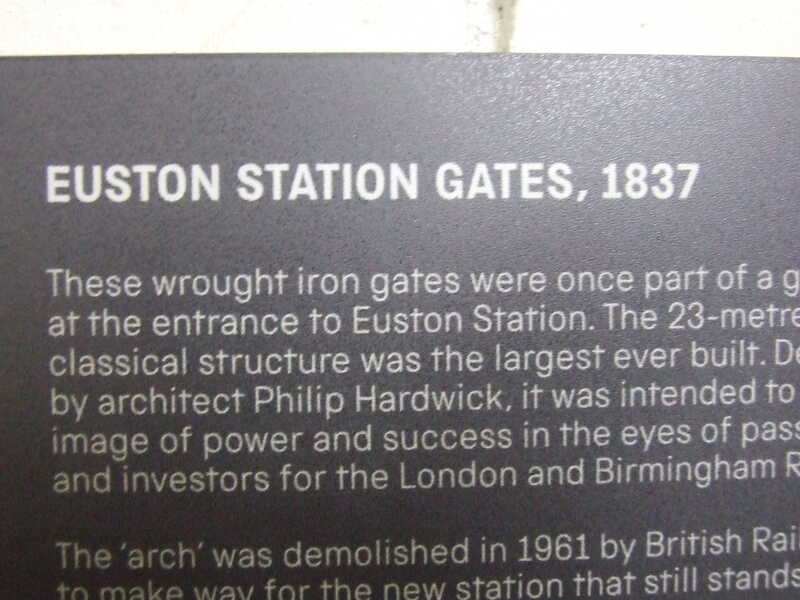 EUSTON STATION GATES, 1837
These wrought iron gates were once part of a
at the entrance to Euston Station. The 23-metre
classical structure was the largest ever built.
by architect Philip Hardwick, it was intended to
image of power and success in the eyes of
and investors for the London and Birmingham
The 'arch' was demolished in 1961 by British
to make way for the new station that still stands